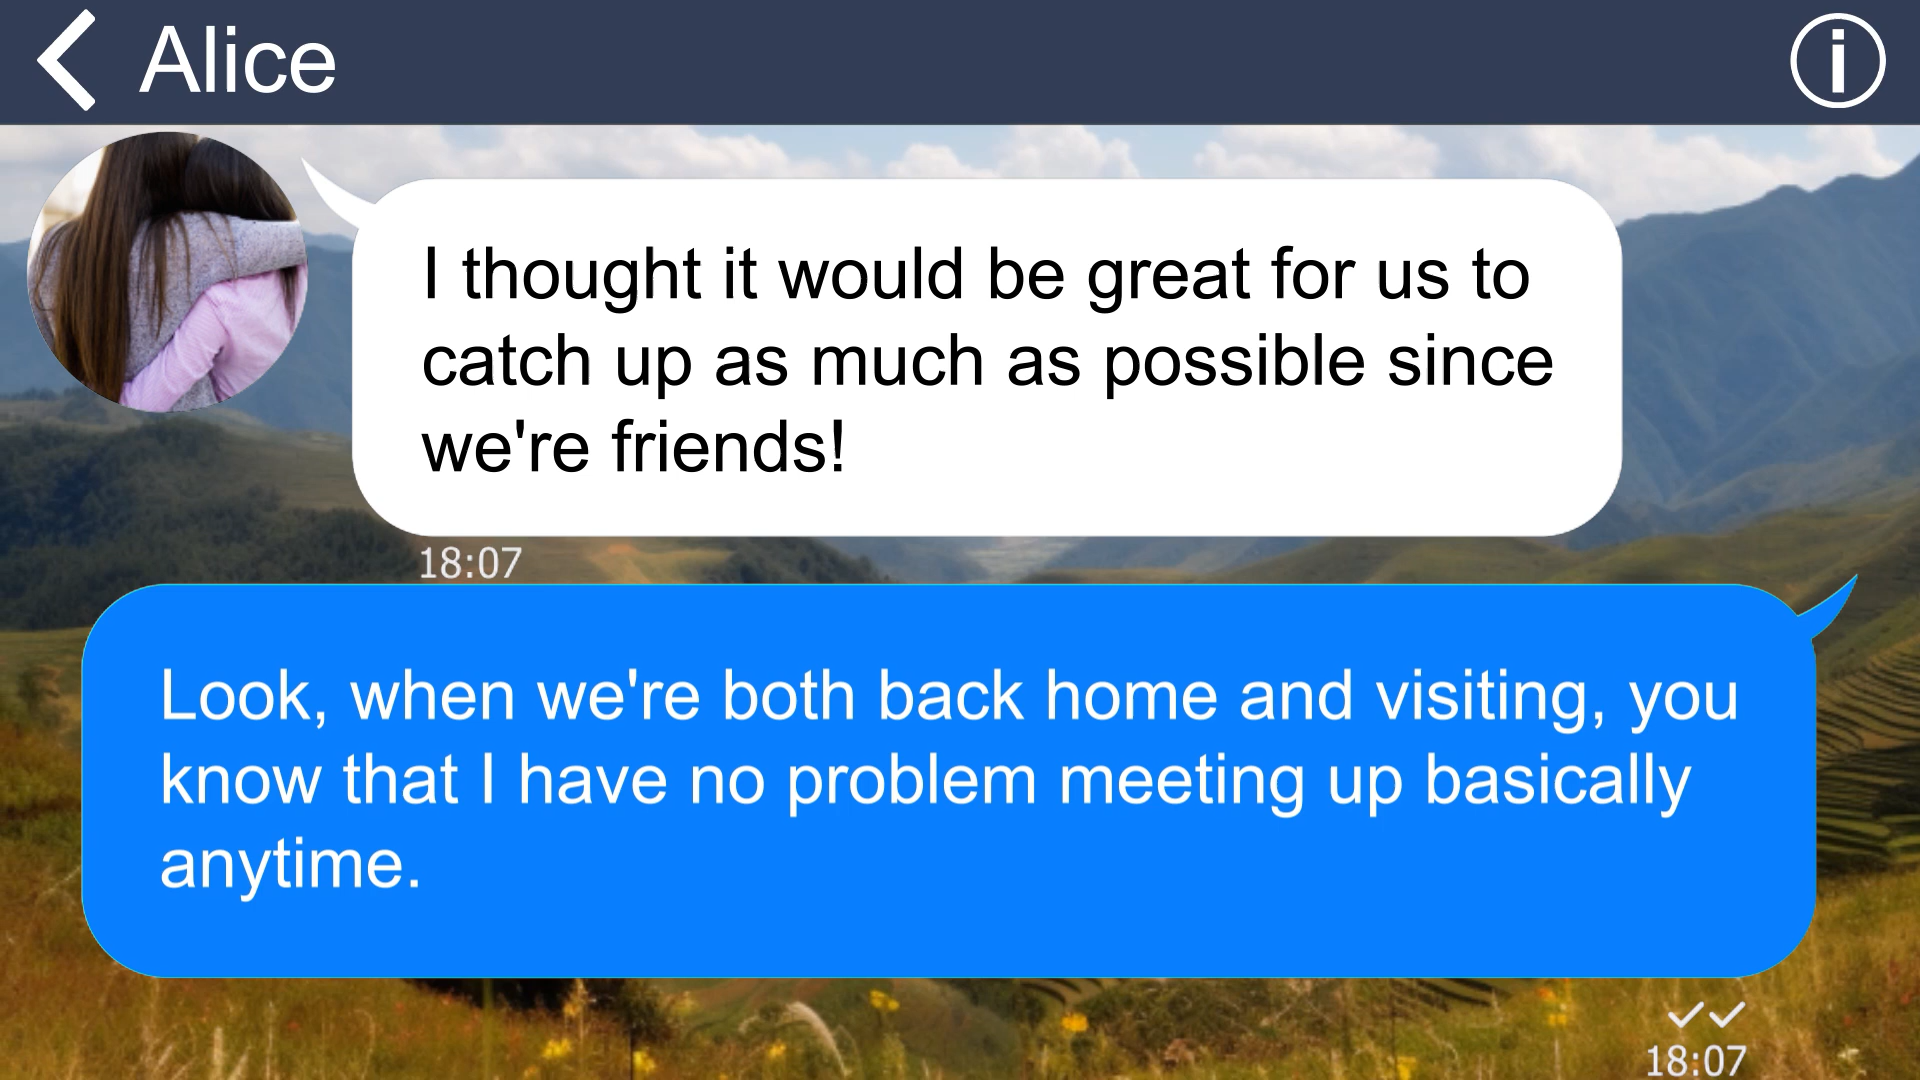 Alice
I thought it would be great for us to
catch up as much as possible since
we're friends!
18:07
Look, when we're both back home and visiting, you
know that I have no problem meeting up basically
anytime.
18:07